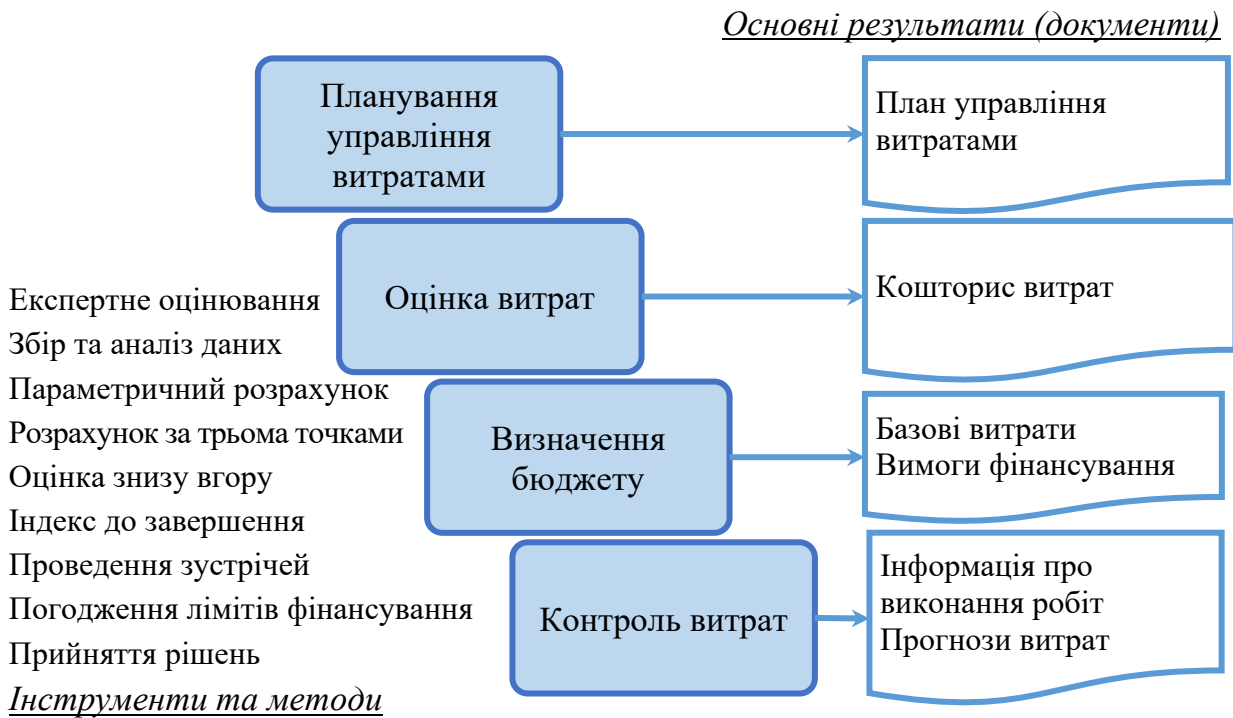 Основні результати (документи)
Планування
управління
витратами
План управління
витратами
Оцінка витрат
Кошторис витрат
Визначення
бюджету
Базові витрати
Вимоги фінансування
Контроль витрат
Інформація про
виконання робіт
Прогнози витрат
Експертне оцінювання
Збір та аналіз даних
Параметричний розрахунок
Розрахунок за трьома точками
Оцінка знизу вгору
Індекс до завершення
Проведення зустрічей
Погодження лімітів фінансування
Прийняття рішень
Інструменти та методи